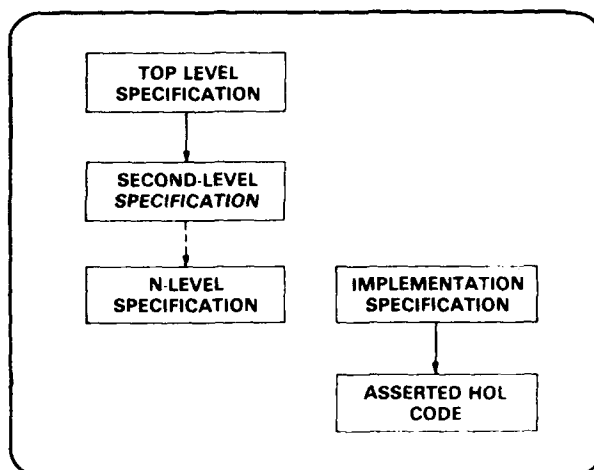 TOP LEVEL
SPECIFICATION
SECOND-LEVEL
SPECIFICATION
N-LEVEL
SPECIFICATION
IMPLEMENTATION
SPECIFICATION
ASSERTED HOL
CODE